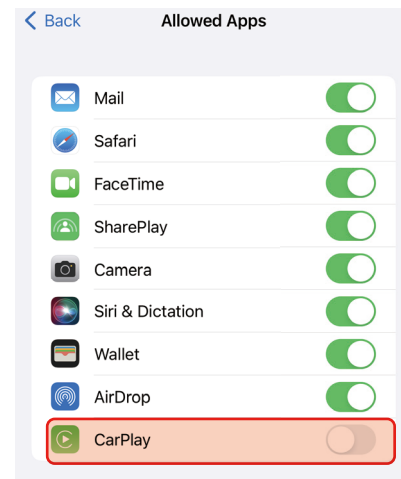 Back
Allowed Apps
Mail
Safari
FaceTime
SharePlay
Camera
Siri & Dictation
Wallet
AirDrop
CarPlay